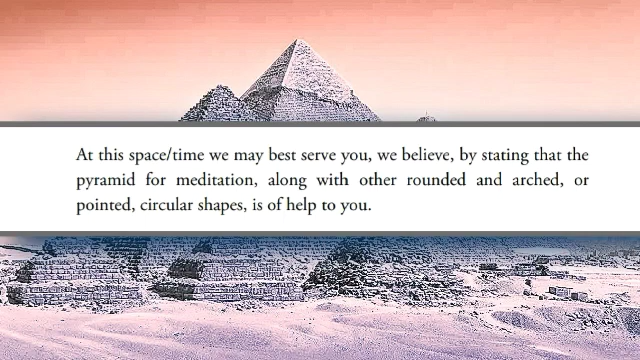 At this space/time we may best serve you, we believe, by stating that the
pyramid for meditation, along with other rounded and arched, or
pointed, circular shapes, is of help to you.